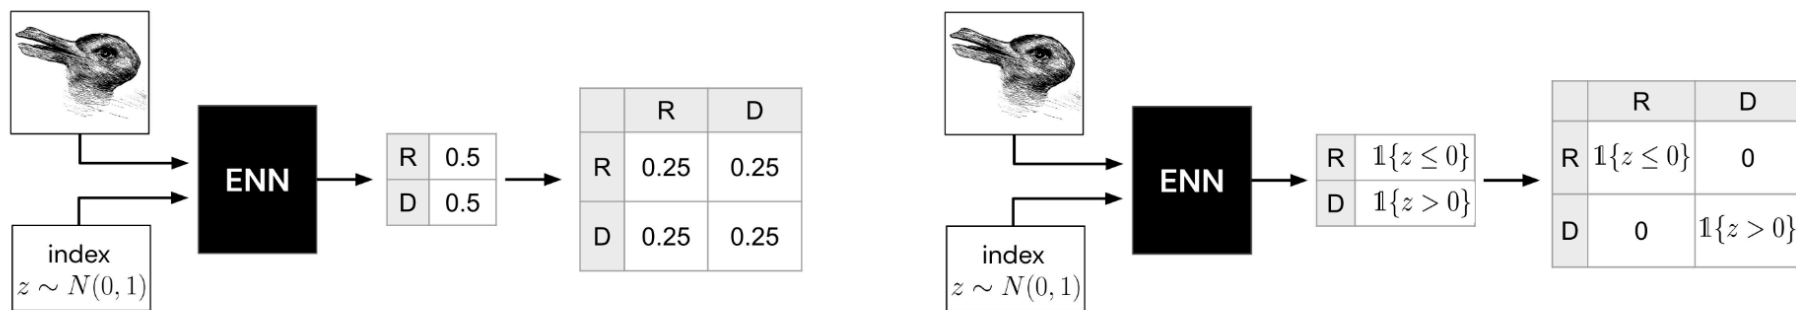 ENN
index
z ∼ N(0, 1)
R 0.5
D 0.5
R D
R 0.25 0.25
D 0.25 0.25
ENN
index
z ∼ N(0, 1)
R 𝟙{z ≤ 0}
D 𝟙{z > 0}
R D
R 𝟙{z ≤ 0} 0
D 0 𝟙{z > 0}